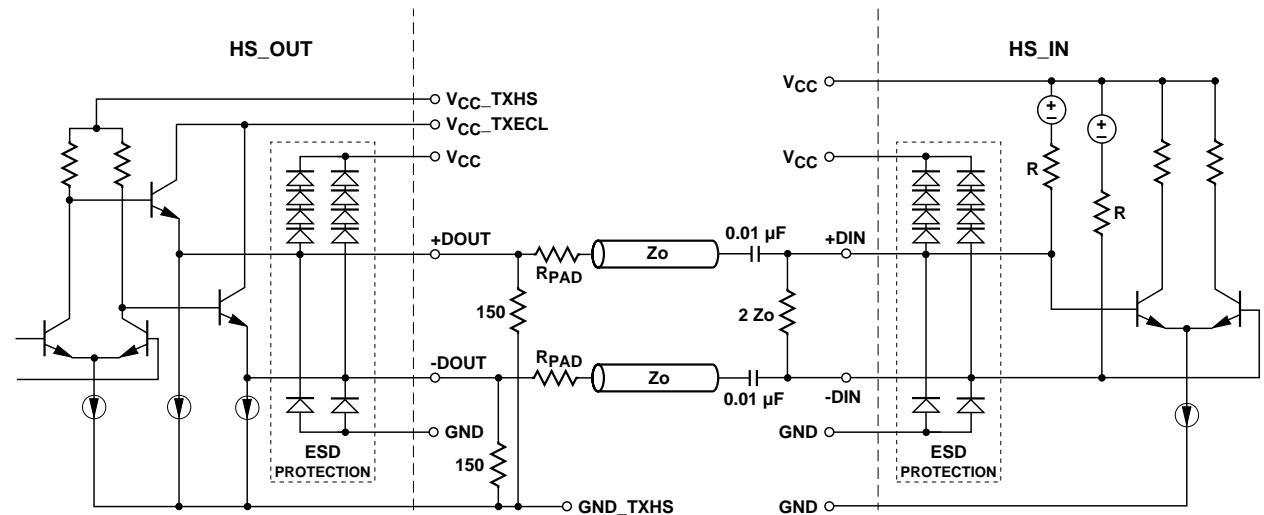 HS_OUT
HS_IN
VCC_TXHS
VCC_TXECL
VCC
VCC
VCC
+
–
+
–
R
R
+DOUT
RPAD
Zo
0.01 µF
+DIN
150
2 Zo
-DOUT
RPAD
Zo
0.01 µF
-DIN
GND
GND
ESD
PROTECTION
150
ESD
PROTECTION
GND_TXHS
GND